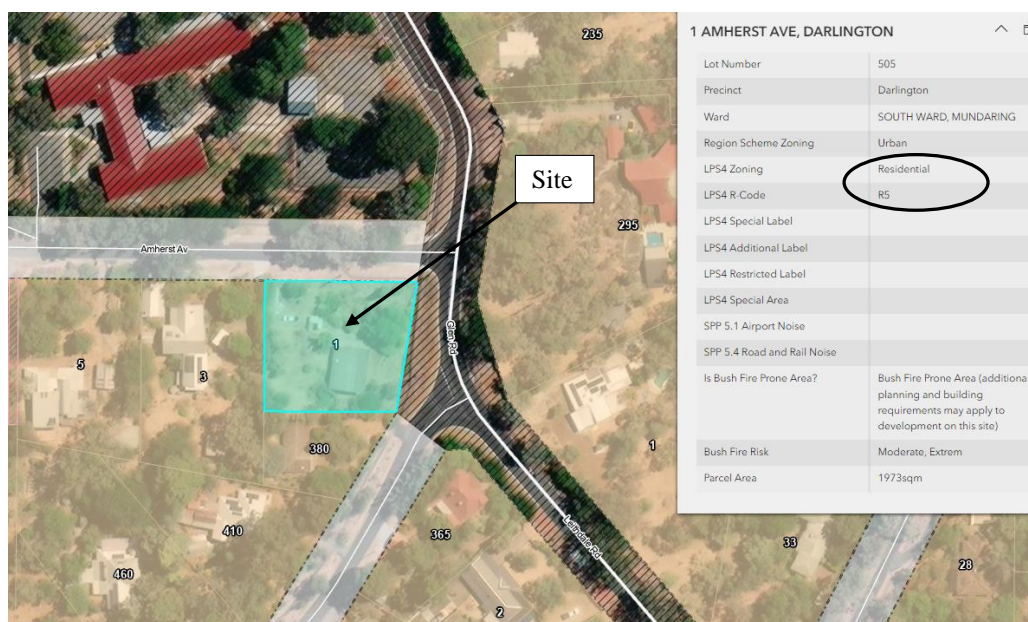 235
Site
295
Amherst Av
Glen Rd
1
5
3
380
1
410
365
Leithdale Rd
33
28
460
2
1 AMHERST AVE, DARLINGTON
Lot Number 505
Precinct Darlington
Ward SOUTH WARD, MUNDARING
Region Scheme Zoning Urban
LPS4 Zoning Residential
LPS4 R-Code R5
LPS4 Special Label
LPS4 Additional Label
LPS4 Restricted Label
LPS4 Special Area
SPP 5.1 Airport Noise
SPP 5.4 Road and Rail Noise
Is Bush Fire Prone Area? Bush Fire Prone Area (additiona
planning and building
requirements may apply to
development on this site)
Bush Fire Risk Moderate, Extrem
Parcel Area 1973sqm